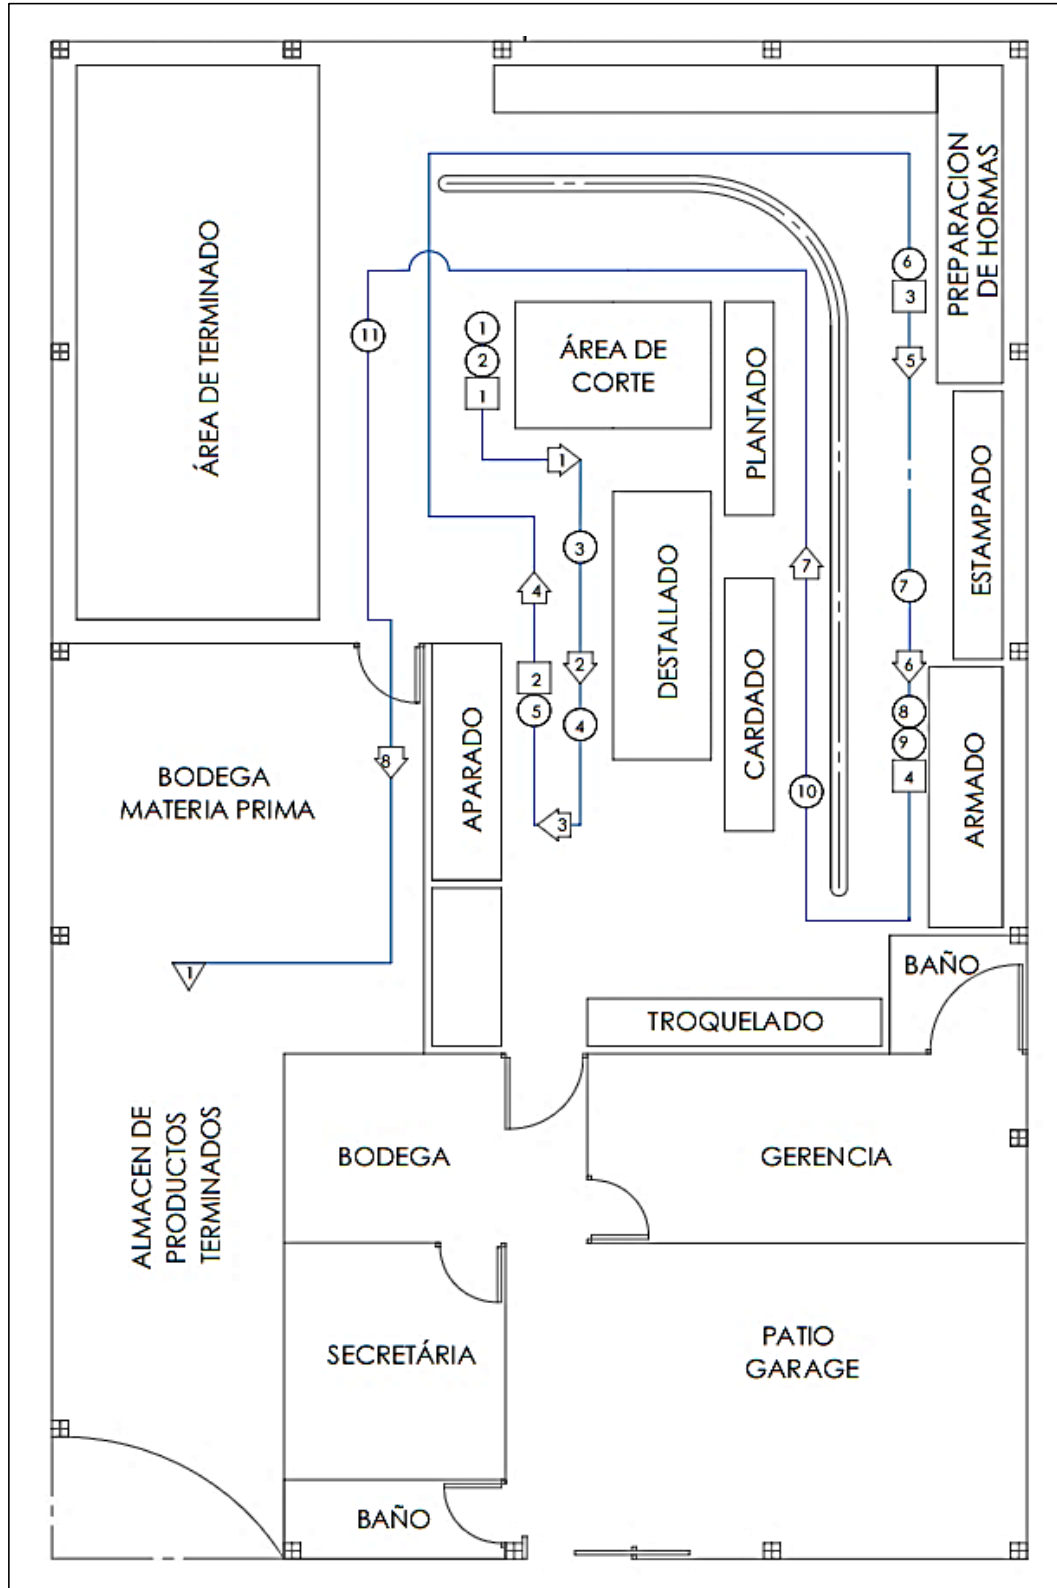 PREPARACION
DE HORMAS
ÁREA DE TERMINADO
6
3
11
1
2
1
ÁREA DE
CORTE
5
PLANTADO
1
ESTAMPADO
3
DESTALLADO
7
7
4
2
6
2
5
4
8
9
4
CARDADO
ARMADO
APARADO
8
BODEGA
MATERIA PRIMA
10
3
1
BAÑO
TROQUELADO
ALMACEN DE
PRODUCTOS
TERMINADOS
BODEGA
GERENCIA
SECRETÁRIA
PATIO
GARAGE
BAÑO